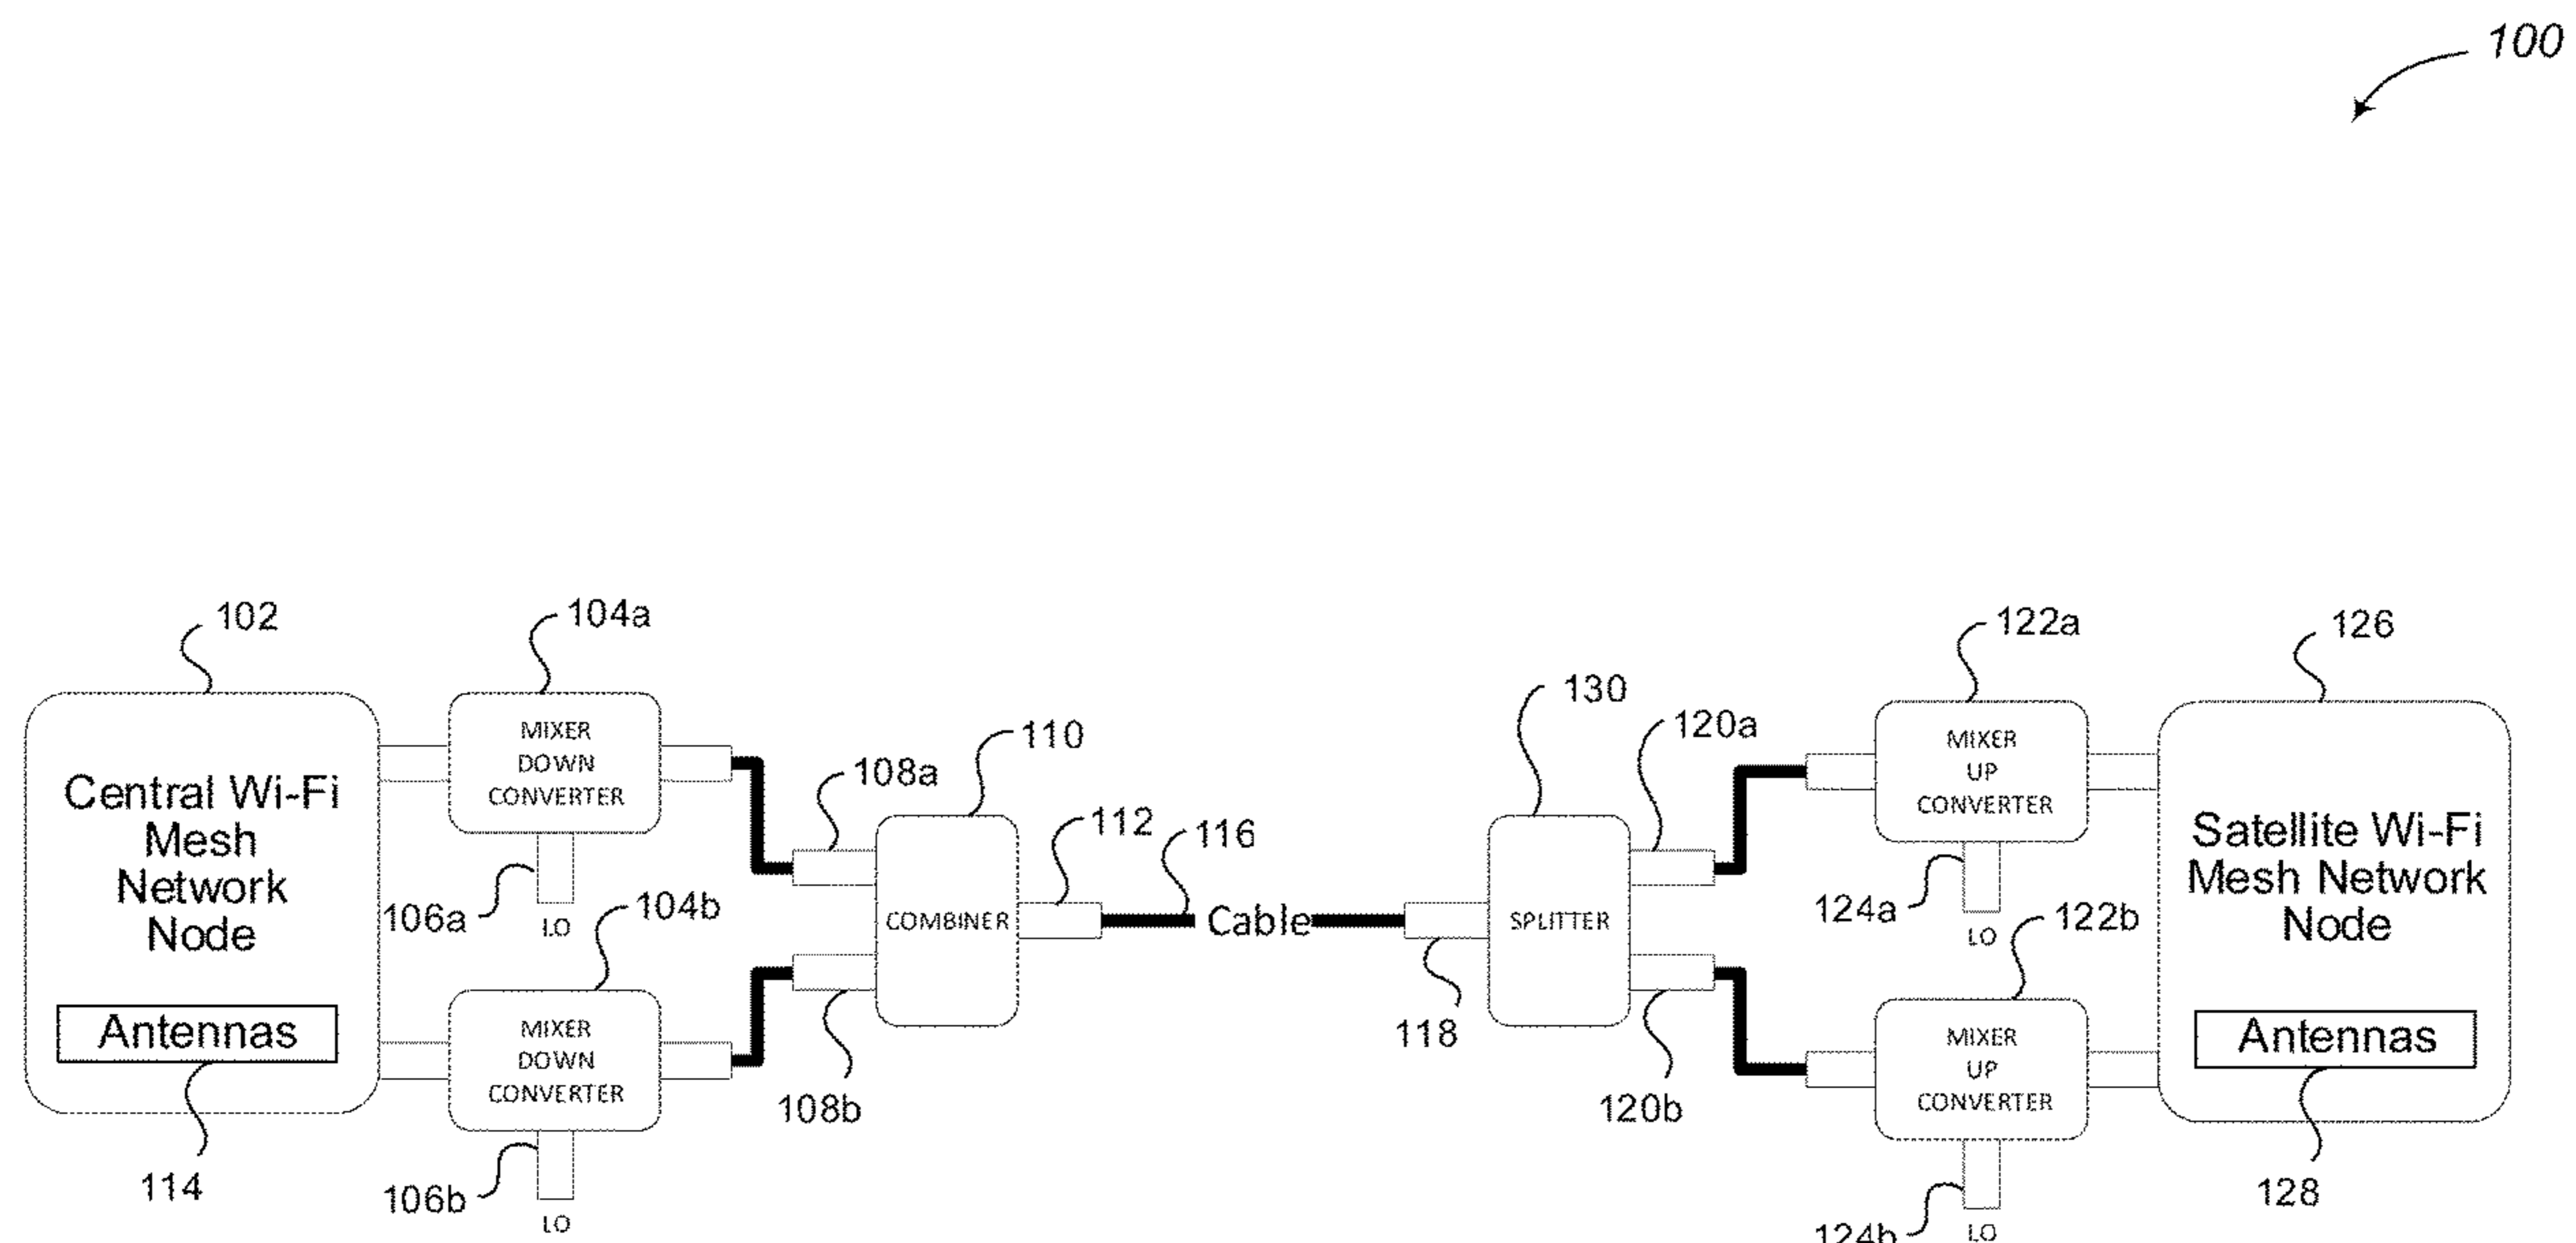 100
102
104a
122a
126
130
120a
110
108a
112
116
MIXER
DOWN
CONVERTER
MIXER
UP
CONVERTER
Central Wi-Fi
Mesh
Network
Node
Satellite Wi-Fi
Mesh Network
Node
106a
LO
104b
COMBINER
Cable
SPLITTER
124a
LO
122b
Antennas
MIXER
DOWN
CONVERTER
118
MIXER
UP
CONVERTER
Antennas
108b
120b
114
106b
LO
128
124b
LO